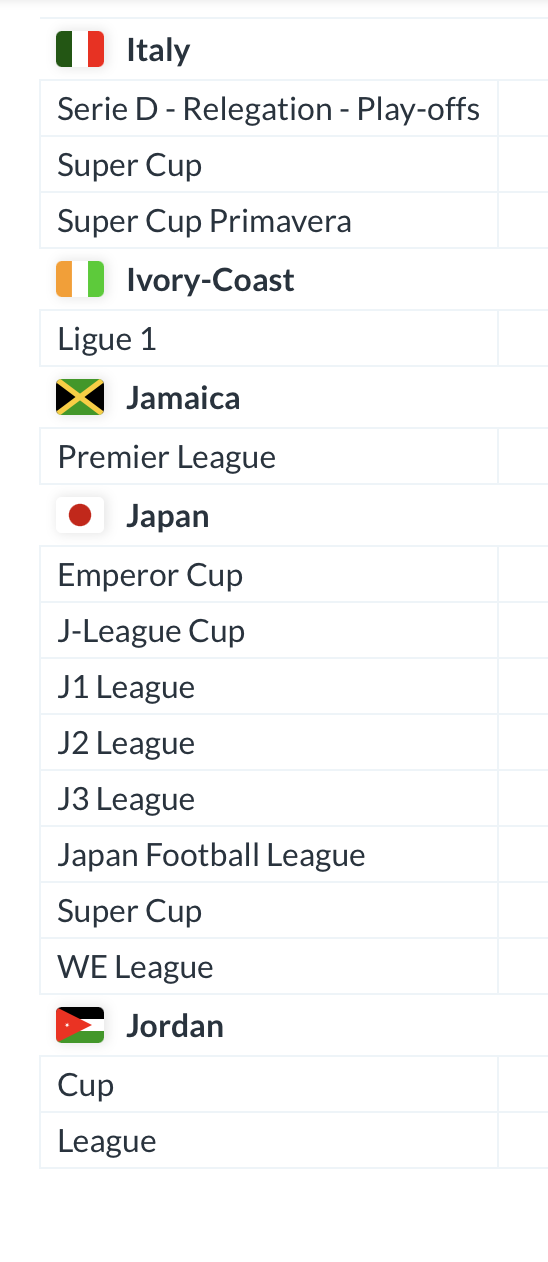 Italy
Serie D - Relegation - Play-offs
Super Cup
Super Cup Primavera
Ivory-Coast
Ligue 1
Jamaica
Premier League
Japan
Emperor Cup
J-League Cup
J1 League
J2 League
J3 League
Japan Football League
Super Cup
WE League
Jordan
Cup
League